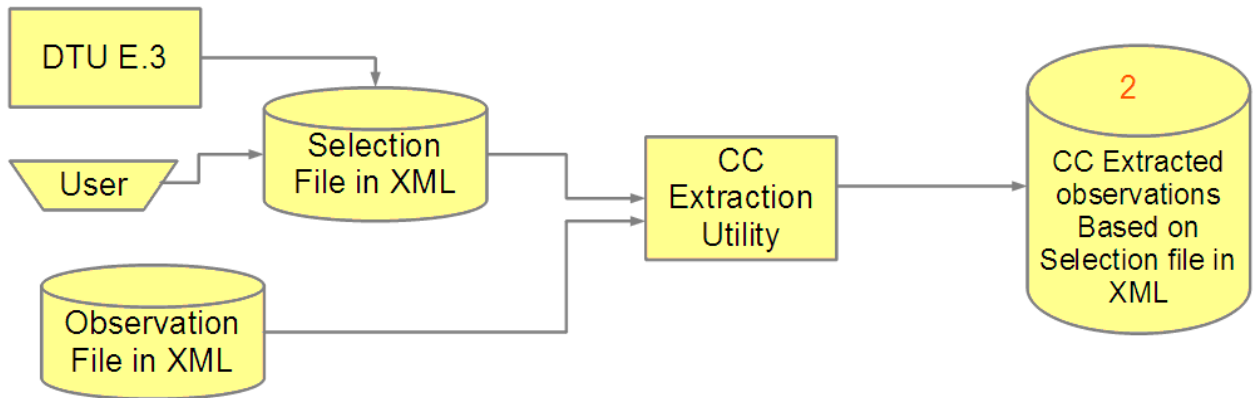 DTU E.3
User
Selection
File in XML
Observation
File in XML
CC
Extraction
Utility
2
CC Extracted
observations
Based on
Selection file in
XML